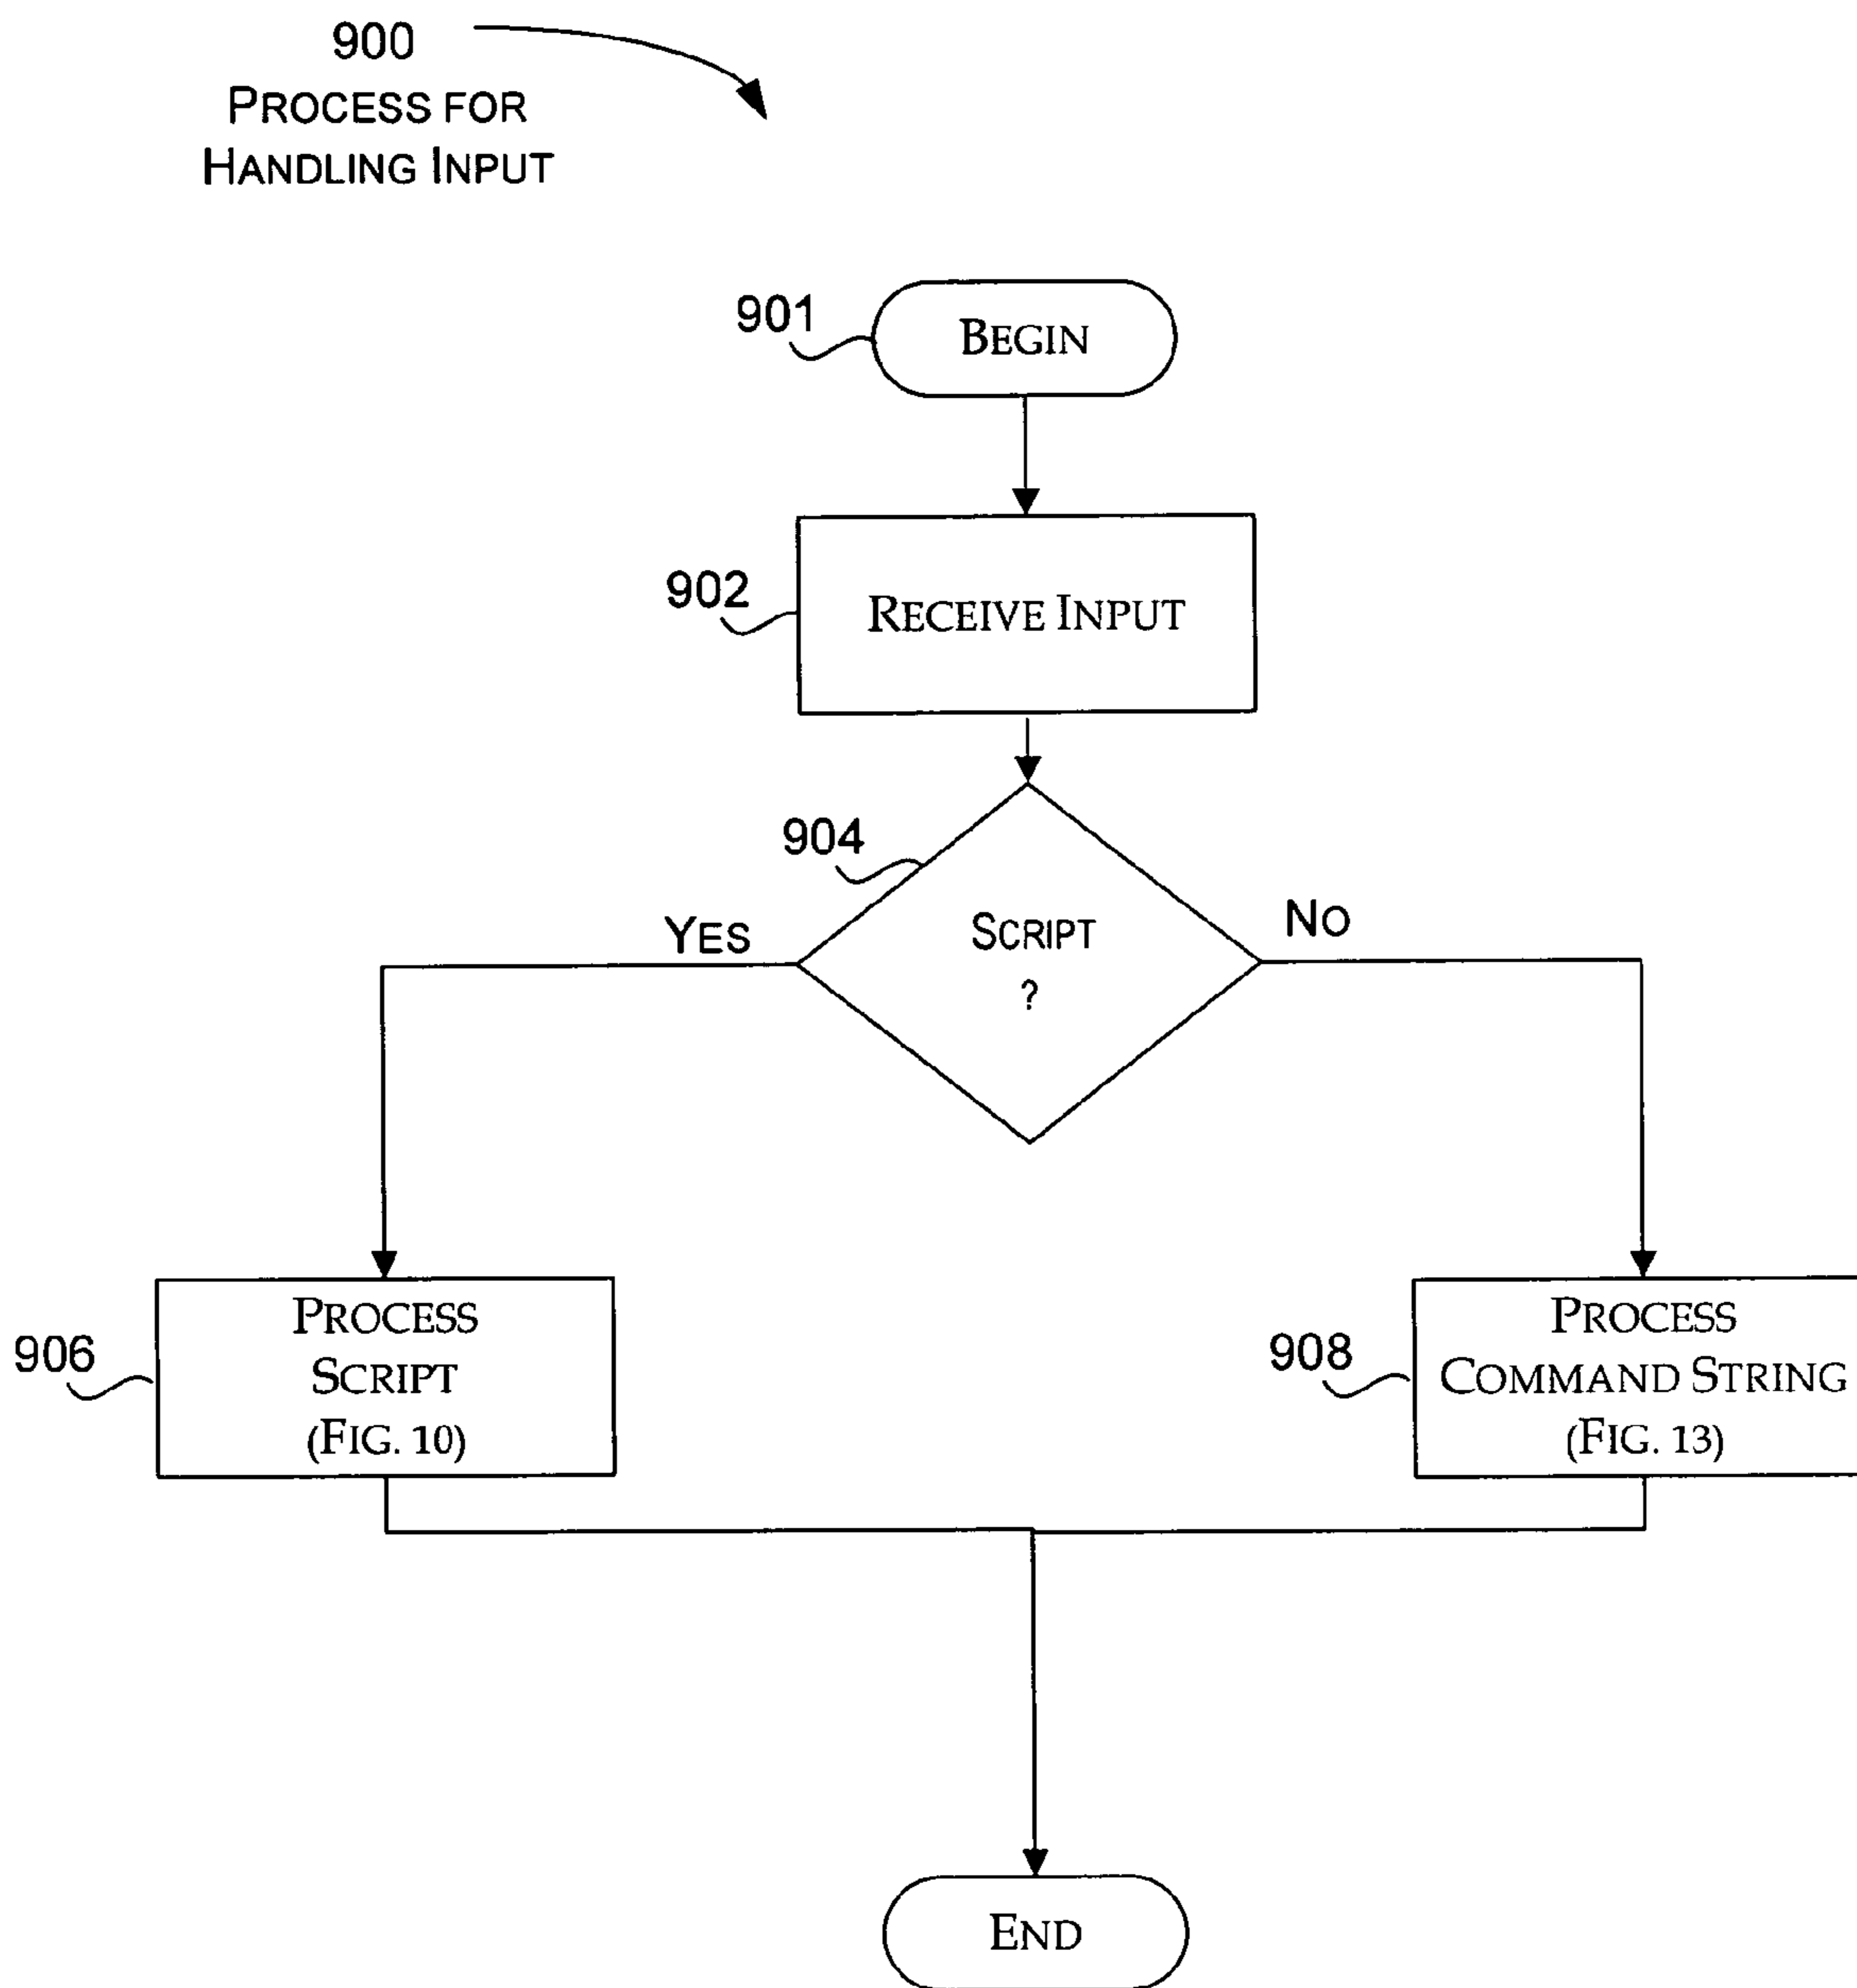 900
PROCESS FOR
HANDLING INPUT
901
BEGIN
902
RECEIVE INPUT
904
SCRIPT
?
YES
NO
906
PROCESS
SCRIPT
(FIG. 10)
908
PROCESS
COMMAND STRING
(FIG. 13)
END